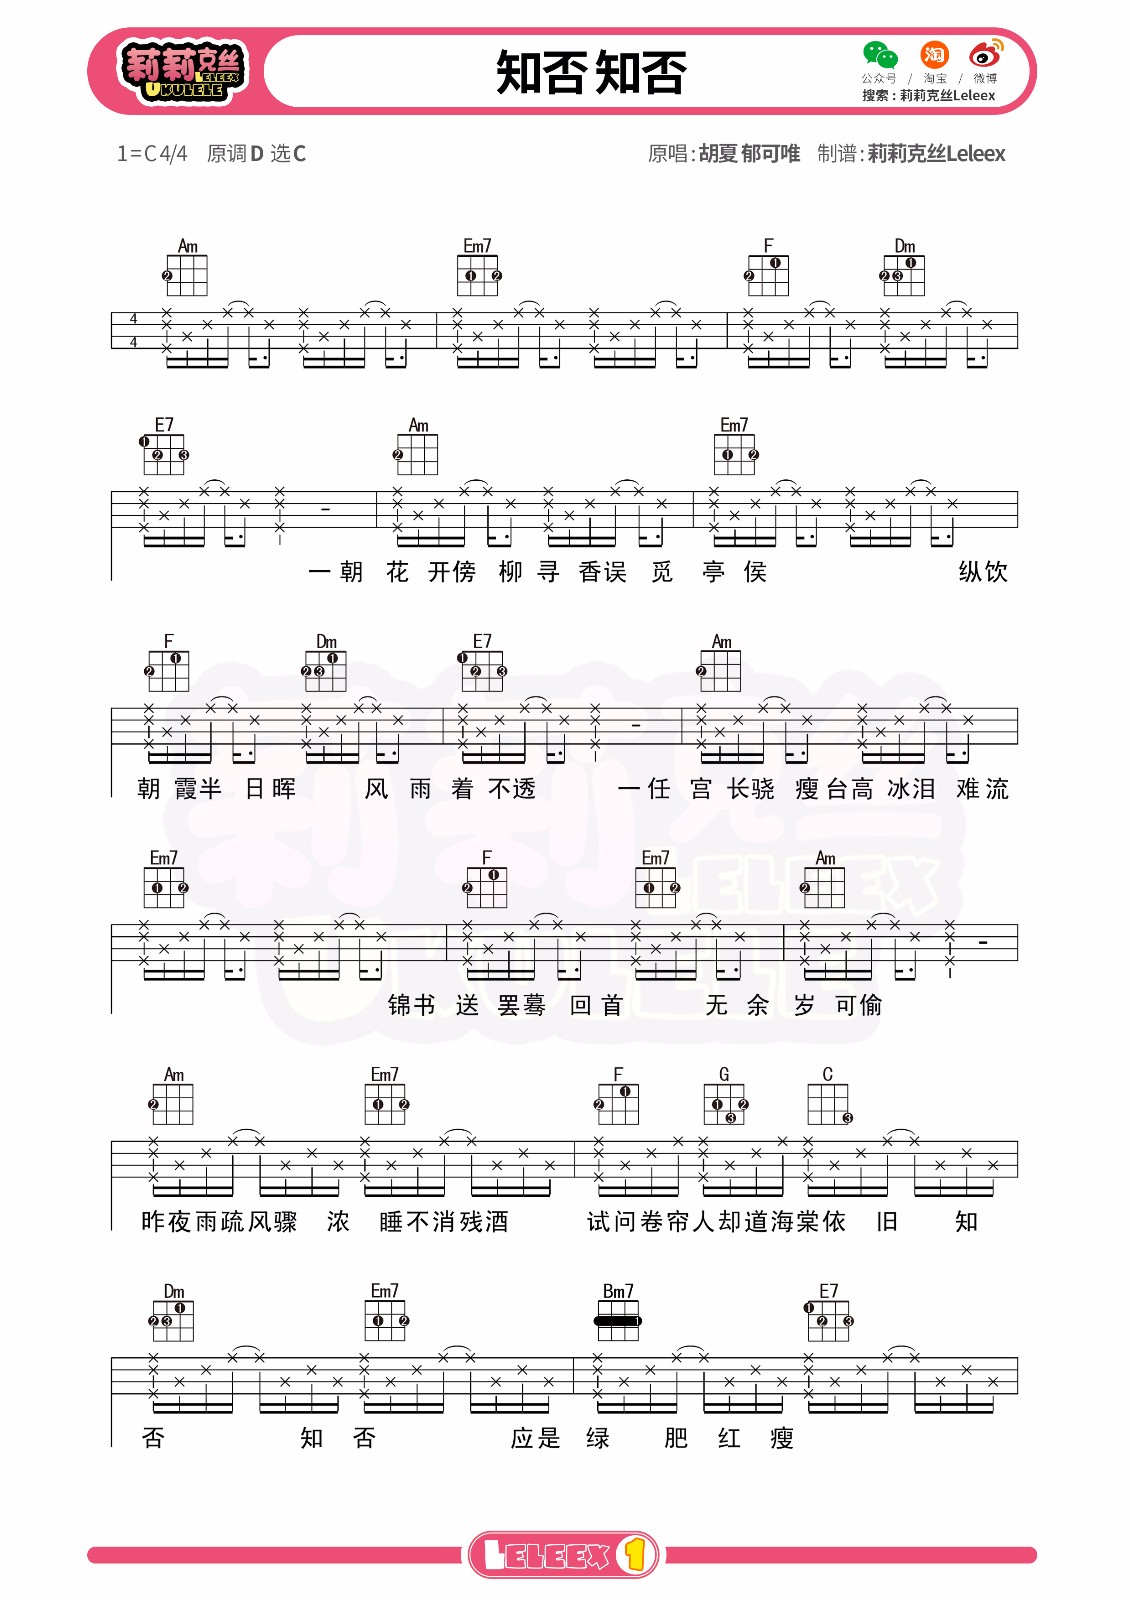 莉莉克丝
LELEEX
UKULELE
知否 知否
公众号 / 淘宝 / 微博
搜索：莉莉克丝Leleex
1=C 4/4 原调D 选C
原唱:胡夏 郁可唯 制谱:莉莉克丝Leleex
Am Em7 F Dm
4
4
E7 Am Em7
一朝 花 开傍 柳 寻 香误 觅 亭 侯 纵饮
F Dm E7 Am
朝 霞半 日晖 风 雨 着 不透 一任 宫 长骁 瘦台高 冰泪 难流
Em7 F Em7 Am
锦书 送 罢蓦 回首 无 余 岁 可偷
Am Em7 F G C
昨夜雨疏风骤 浓 睡不消残酒 试问卷帘人却道海棠依 旧 知
Dm Em7 Bm7 E7
否 知 否 应是 绿 肥 红 瘦
LELEEX 1